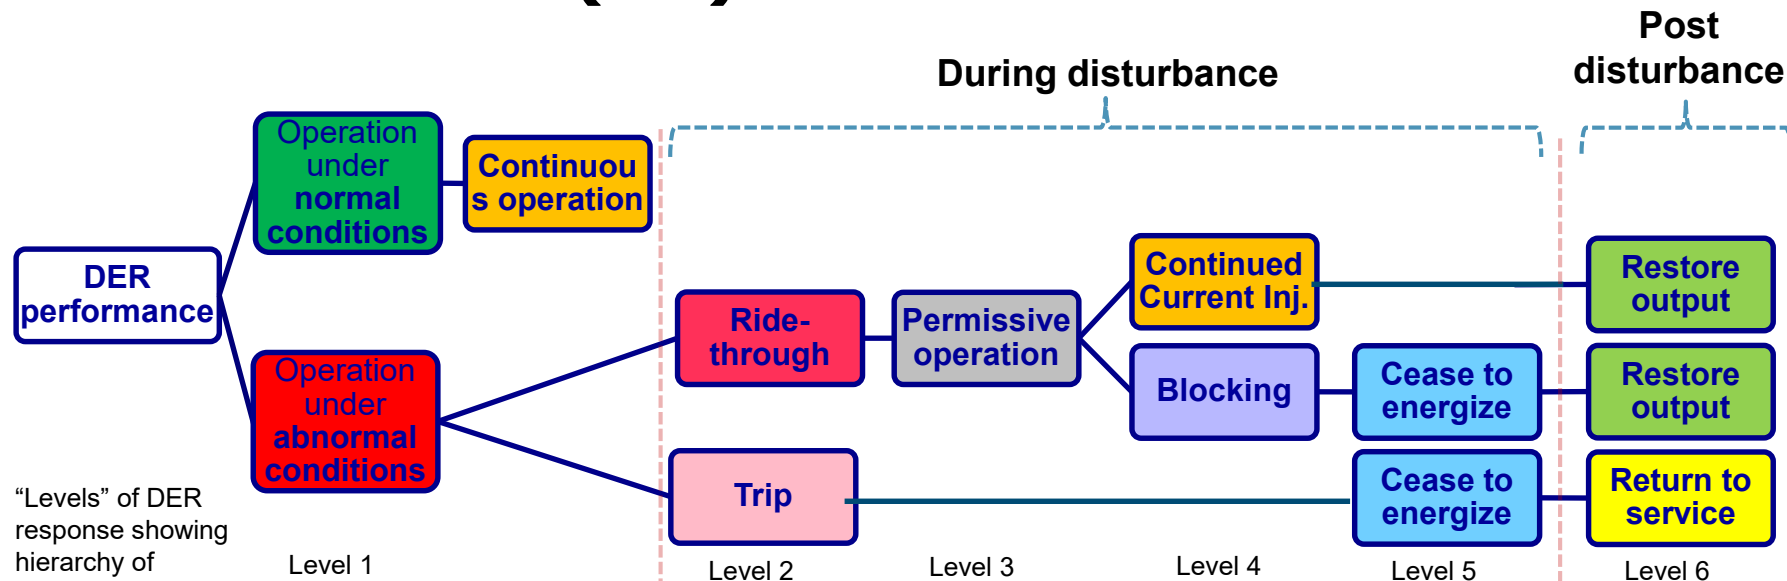 Post
disturbance
During disturbance
Operation
under
normal
conditions
Continuou
s operation
DER
performance
Operation
under
abnormal
conditions
Ride-
through
Permissive
operation
Continued
Current Inj.
Restore
output
Blocking
Cease to
energize
Restore
output
Trip
Cease to
energize
Return to
service
“Levels” of DER
response showing
hierarchy of
Level 1
Level 2
Level 3
Level 4
Level 5
Level 6